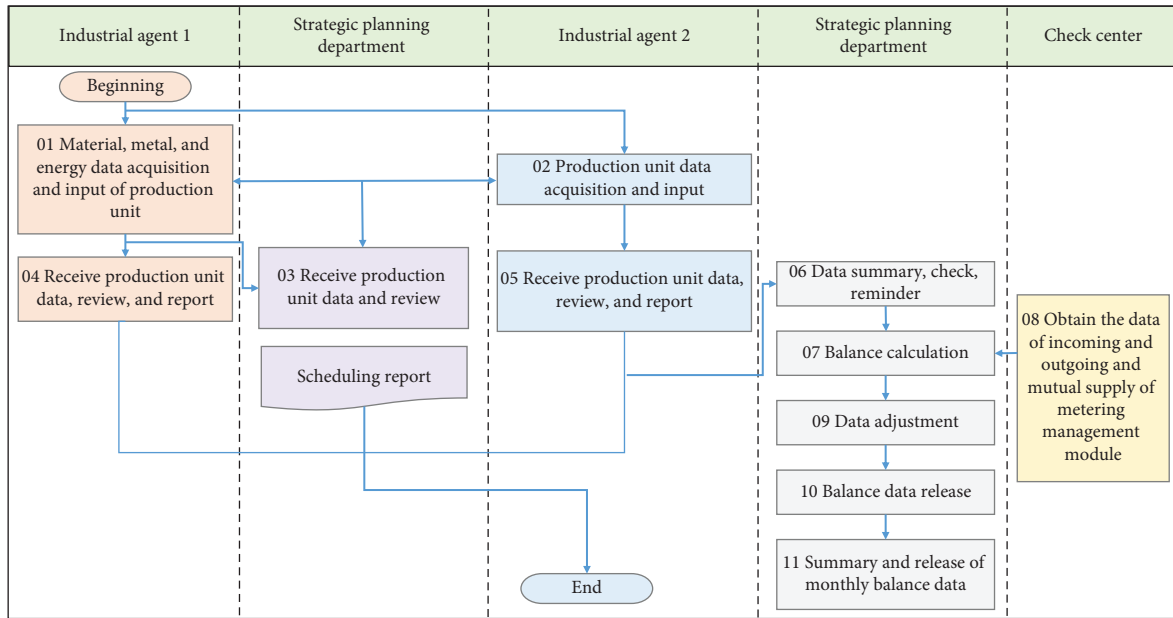 Industrial agent 1
Strategic planning
department
Industrial agent 2
Strategic planning
department
Check center
Beginning
01 Material, metal, and
energy data acquisition
and input of production
unit
02 Production unit data
acquisition and input
04 Receive production unit
data, review, and report
03 Receive production
unit data and review
05 Receive production unit data,
review, and report
06 Data summary, check,
reminder
07 Balance calculation
08 Obtain the data
of incoming and
outgoing and
mutual supply of
metering
management
module
Scheduling report
09 Data adjustment
10 Balance data release
11 Summary and release of
monthly balance data
End